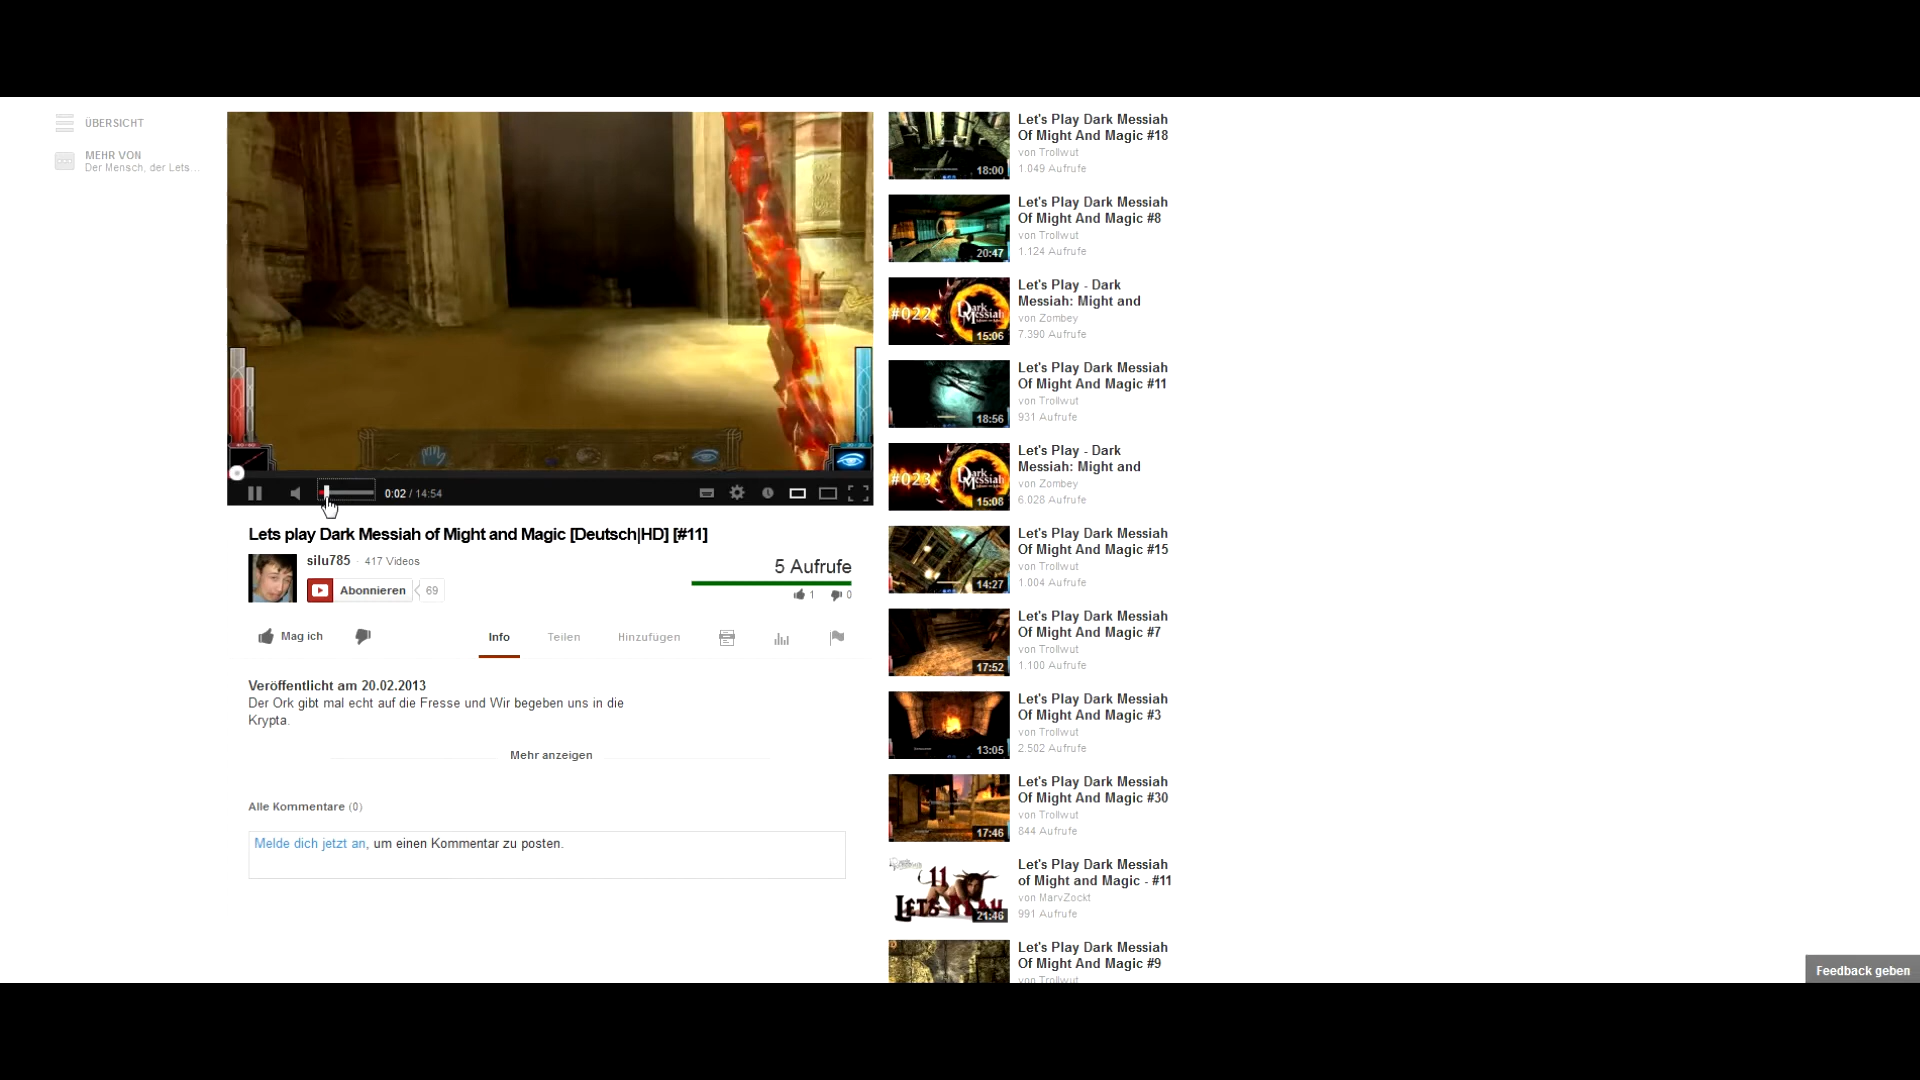 ÜBERSICHT
MEHR VON
Der Mensch, der Lets...
0:02 / 14:54
Lets play Dark Messiah of Might and Magic [Deutsch|HD] [#11]
silu785 · 417 Videos
Abonnieren 69
5 Aufrufe
1 0
Mag ich
Info Teilen Hinzufügen
Veröffentlicht am 20.02.2013
Der Ork gibt mal echt auf die Fresse und Wir begeben uns in die
Krypta.
Mehr anzeigen
Alle Kommentare (0)
Melde dich jetzt an, um einen Kommentar zu posten.
18:00
Let's Play Dark Messiah
Of Might And Magic #18
von Trollwut
1.049 Aufrufe
20:47
Let's Play Dark Messiah
Of Might And Magic #8
von Trollwut
1.124 Aufrufe
#022
Dark
Messiah
15:06
Let's Play - Dark
Messiah: Might and
von Zombey
7.390 Aufrufe
18:56
Let's Play Dark Messiah
Of Might And Magic #11
von Trollwut
931 Aufrufe
#023
Dark
Messiah
15:08
Let's Play - Dark
Messiah: Might and
von Zombey
6.028 Aufrufe
14:27
Let's Play Dark Messiah
Of Might And Magic #15
von Trollwut
1.004 Aufrufe
17:52
Let's Play Dark Messiah
Of Might And Magic #7
von Trollwut
1.100 Aufrufe
13:05
Let's Play Dark Messiah
Of Might And Magic #3
von Trollwut
2.502 Aufrufe
17:46
Let's Play Dark Messiah
Of Might And Magic #30
von Trollwut
844 Aufrufe
11
LETS PLAY
21:46
Let's Play Dark Messiah
of Might and Magic - #11
von MarvZockt
991 Aufrufe
Let's Play Dark Messiah
Of Might And Magic #9
von Trollwut
Feedback geben